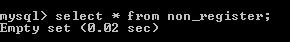 mysql> select * from non_register;
Empty set (0.02 sec)